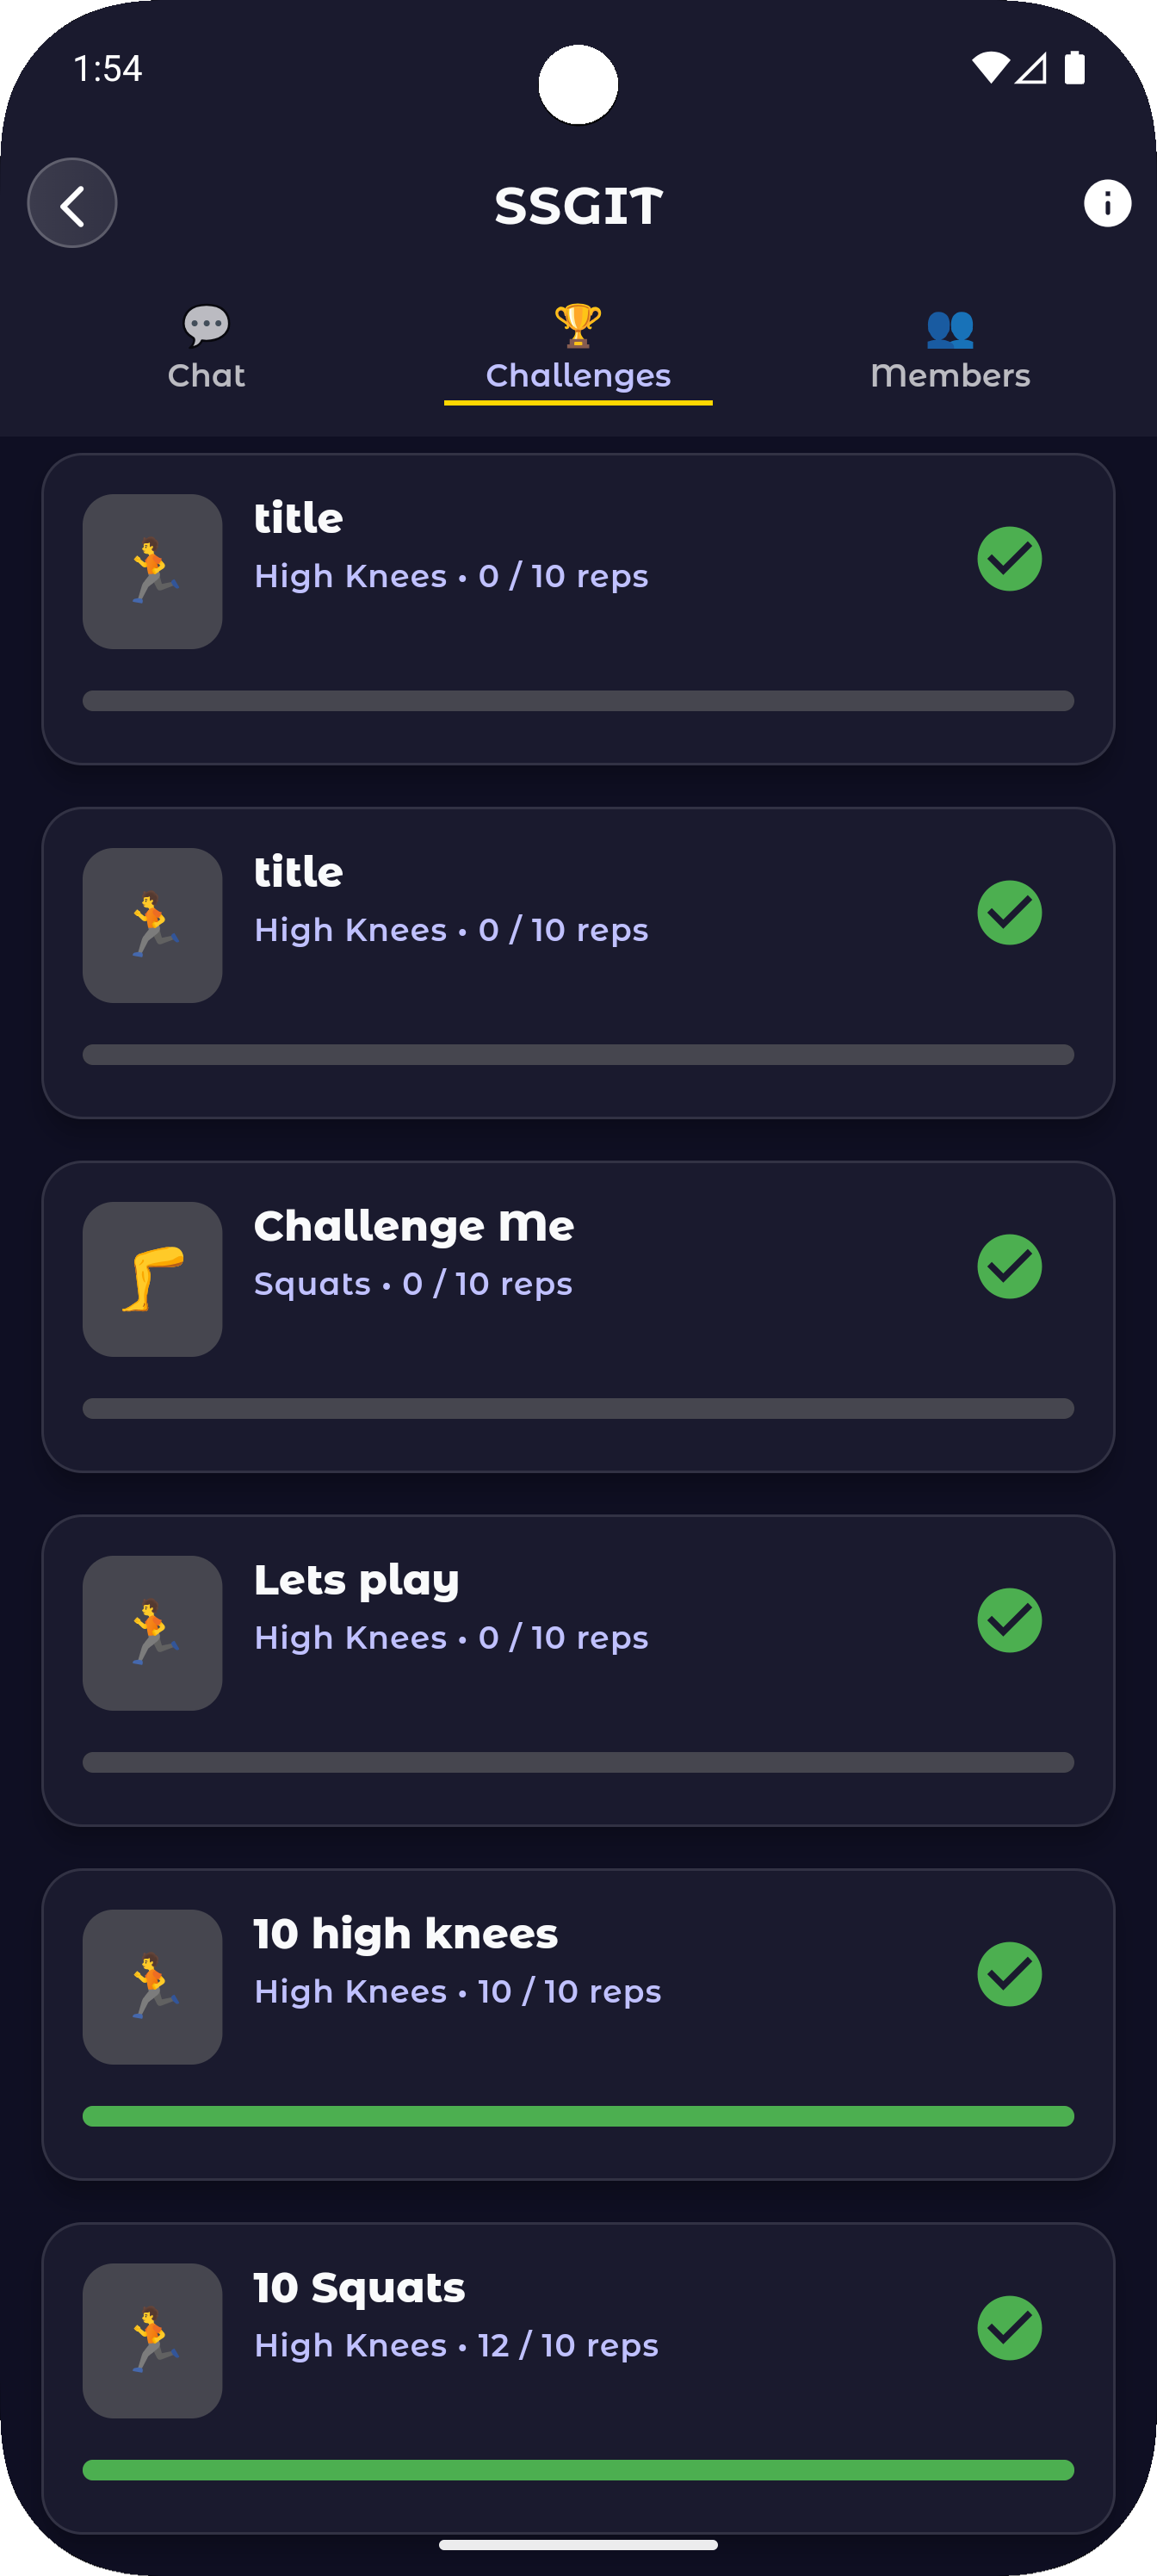 1:54
SSGIT
Chat
Challenges
Members
title
High Knees • 0 / 10 reps
title
High Knees • 0 / 10 reps
Challenge Me
Squats • 0 / 10 reps
Lets play
High Knees • 0 / 10 reps
10 high knees
High Knees • 10 / 10 reps
10 Squats
High Knees • 12 / 10 reps